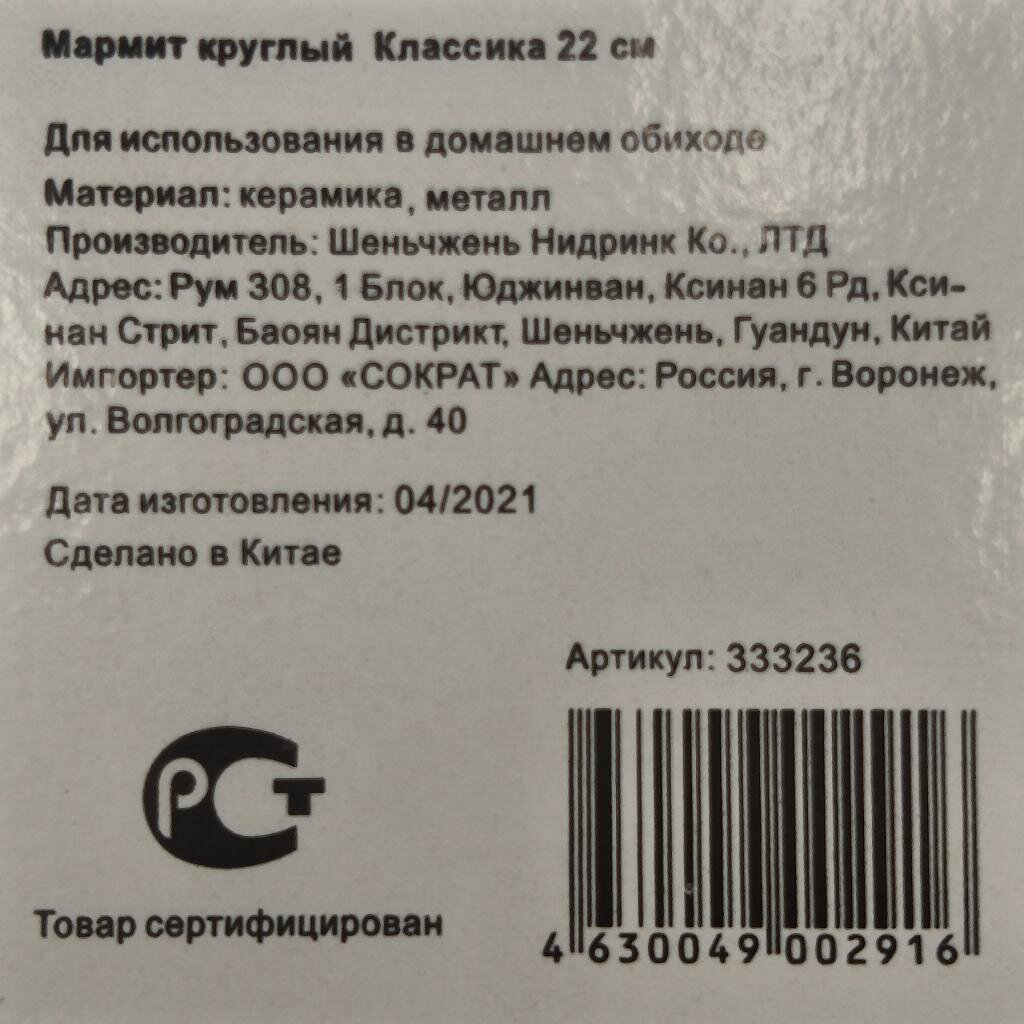 Мармит круглый Классика 22 см
Для использования в домашнем обиходе
Материал: керамика, металл
Производитель: Шеньчжень Нидринк Ко., ЛТД
Адрес: Рум 308, 1 Блок, Юджинван, Ксинан 6 Рд, Кси-
нан Стрит, Баоян Дистрикт, Шеньчжень, Гуандун, Китай
Импортер: ООО «СОКРАТ» Адрес: Россия, г. Воронеж,
ул. Волгоградская, д. 40
Дата изготовления: 04/2021
Сделано в Китае
Артикул: 333236
РСТ
Товар сертифицирован
4 630049 002916